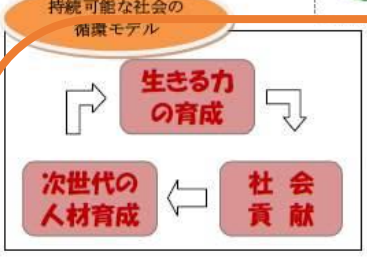 持続可能な社会の
循環モデル
生きる力
の育成
次世代の
人材育成
社 会
貢 献